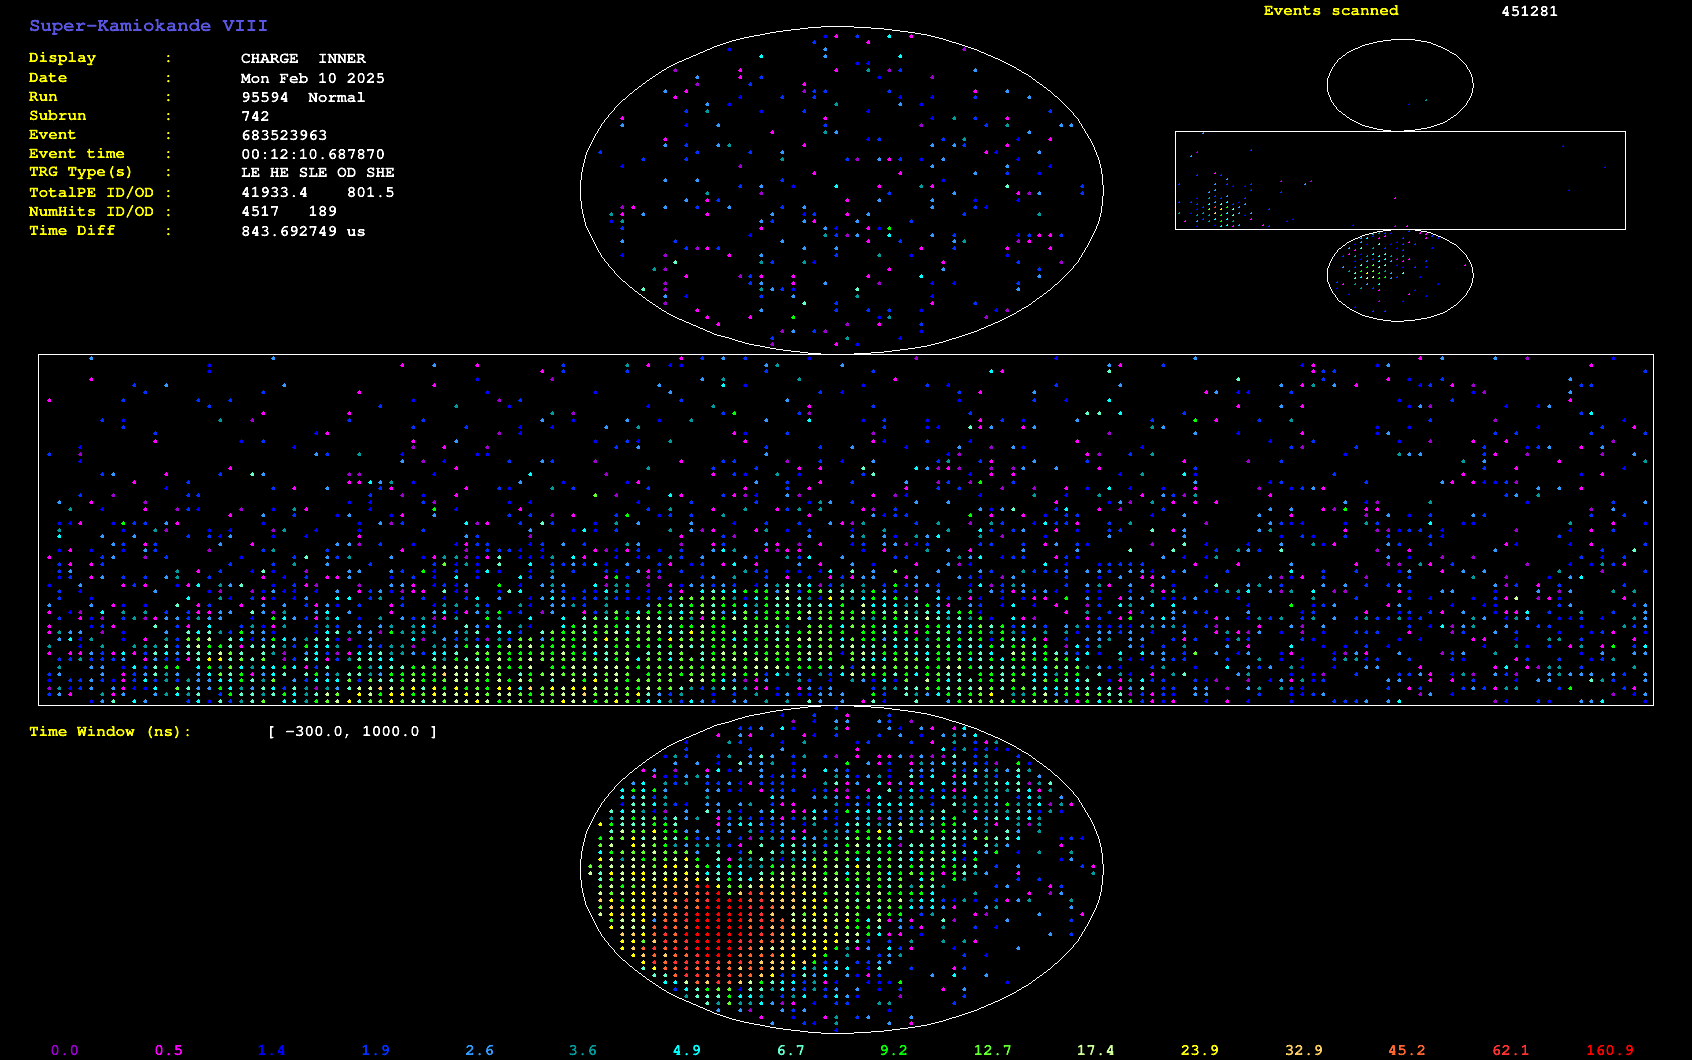 Super-Kamiokande VIII
Events scanned 451281
Display : CHARGE INNER
Date : Mon Feb 10 2025
Run : 95594 Normal
Subrun : 742
Event : 683523963
Event time : 00:12:10.687870
TRG Type(s) : LE HE SLE OD SHE
TotalPE ID/OD : 41933.4 801.5
NumHits ID/OD : 4517 189
Time Diff : 843.692749 us
Time Window (ns): [ -300.0, 1000.0 ]
0.0 0.5 1.4 1.9 2.6 3.6 4.9 6.7 9.2 12.7 17.4 23.9 32.9 45.2 62.1 160.9